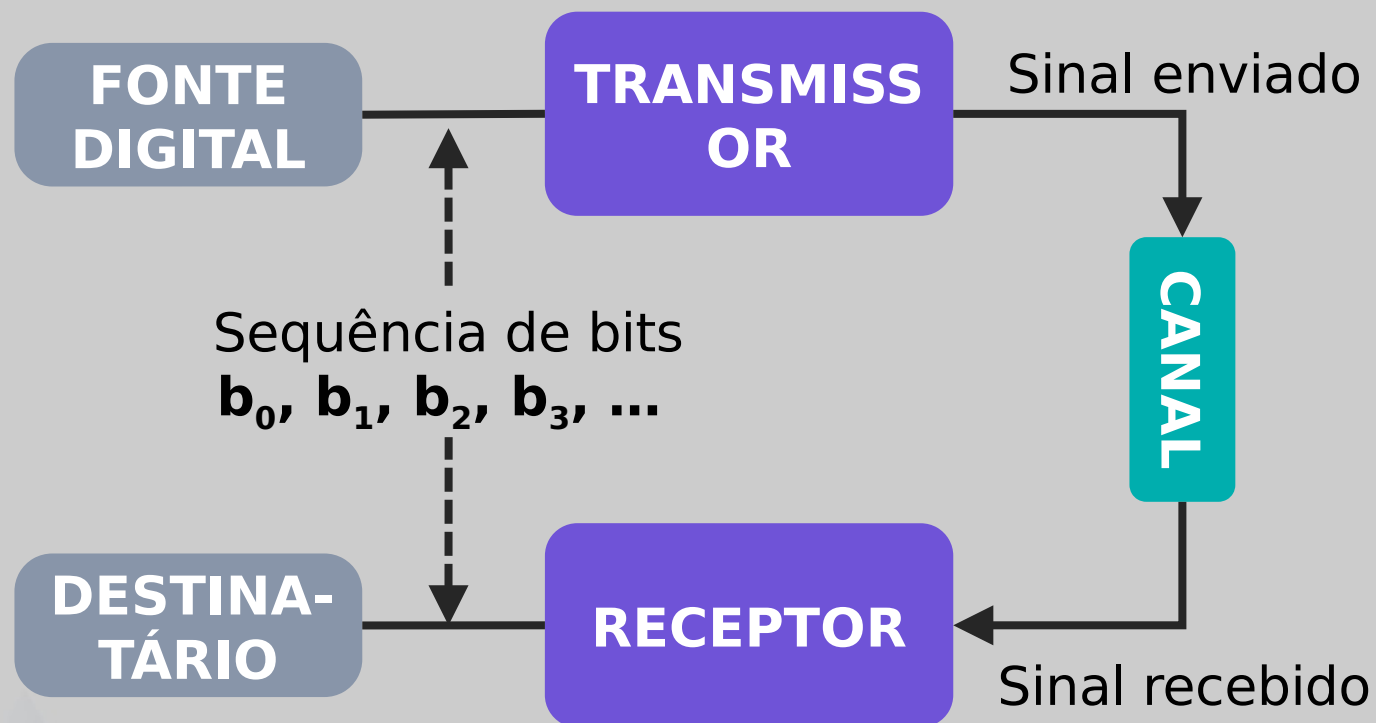 FONTE
DIGITAL
TRANSMISS
OR
Sinal enviado
CANAL
Sequência de bits
b₀, b₁, b₂, b₃, ...
DESTINA-
TÁRIO
RECEPTOR
Sinal recebido